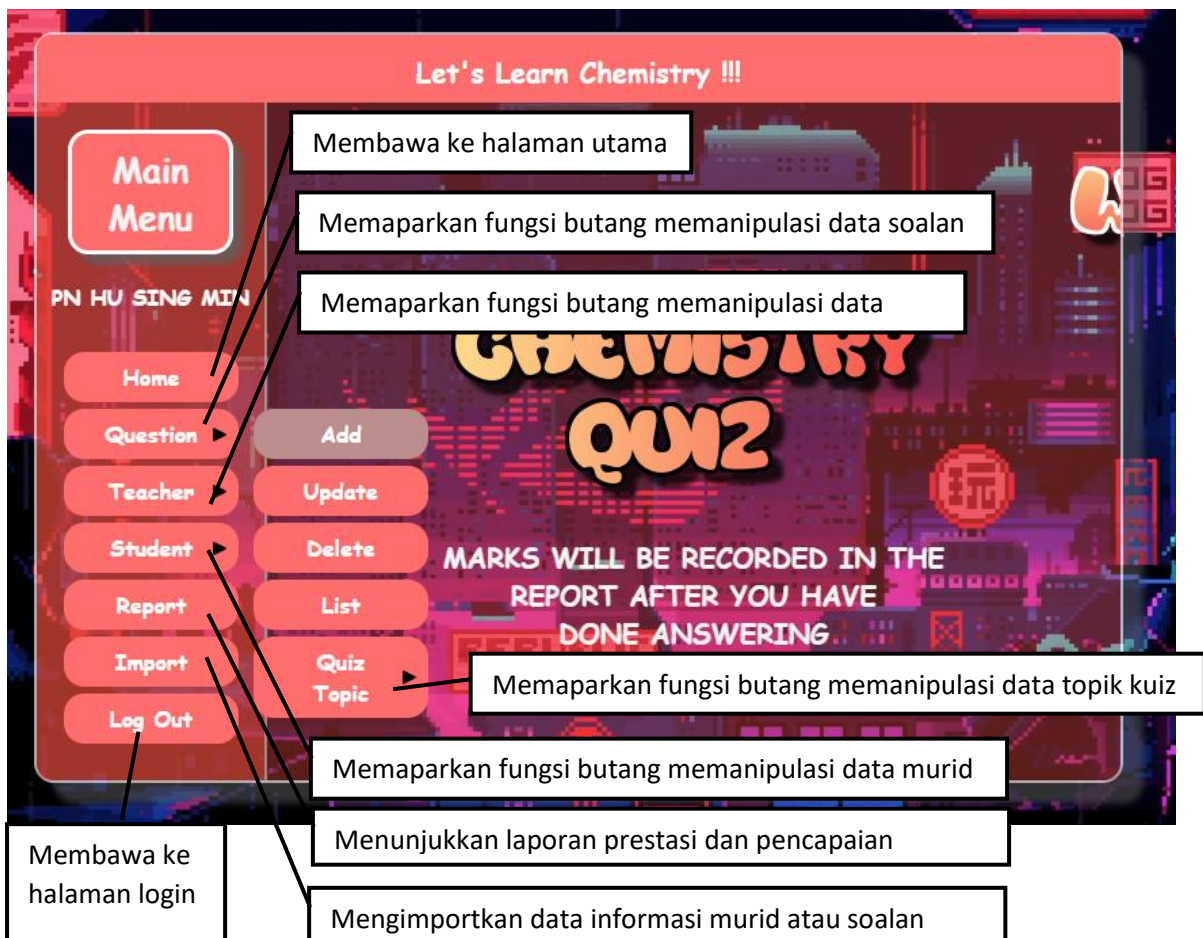 Let's Learn Chemistry !!!
Main
Menu
PN HU SING MIN
Home
Question
Teacher
Student
Report
Import
Log Out
Add
Update
Delete
List
Quiz
Topic
Membawa ke halaman utama
Memaparkan fungsi butang memanipulasi data soalan
Memaparkan fungsi butang memanipulasi data
CHEMISTRY
QUIZ
MARKS WILL BE RECORDED IN THE
REPORT AFTER YOU HAVE
DONE ANSWERING
Memaparkan fungsi butang memanipulasi data topik kuiz
Memaparkan fungsi butang memanipulasi data murid
Menunjukkan laporan prestasi dan pencapaian
Mengimportkan data informasi murid atau soalan
Membawa ke
halaman login